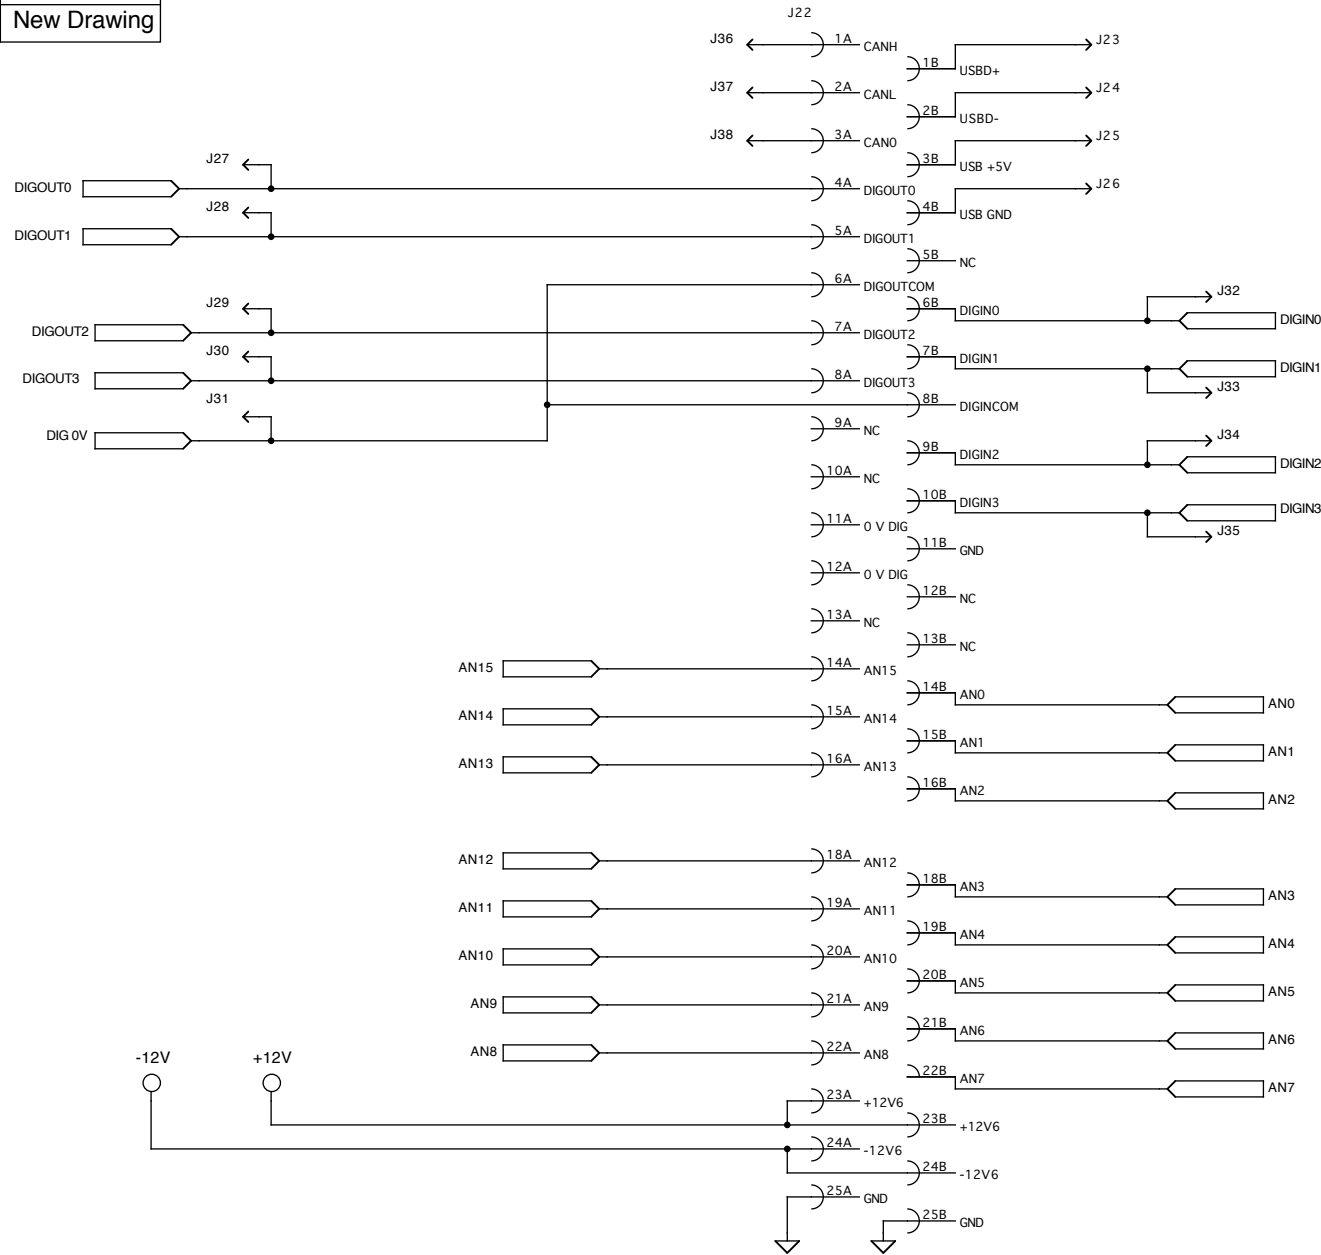 New Drawing
J22
J36
1A CANH
J23
1B USBD+
J37
2A CANL
J24
2B USBD-
J38
3A CAN0
J25
3B USB +5V
J27
DIGOUT0
4A DIGOUT0
J26
4B USB GND
J28
DIGOUT1
5A DIGOUT1
5B NC
6A DIGOUTCOM
J32
6B DIGIN0
DIGIN0
J29
DIGOUT2
7A DIGOUT2
7B DIGIN1
DIGIN1
J33
J30
DIGOUT3
8A DIGOUT3
8B DIGINCOM
J31
DIG 0V
9A NC
J34
9B DIGIN2
DIGIN2
10A NC
10B DIGIN3
DIGIN3
J35
11A 0 V DIG
11B GND
12A 0 V DIG
12B NC
13A NC
13B NC
AN15
14A AN15
14B AN0
AN0
AN14
15A AN14
15B AN1
AN1
AN13
16A AN13
16B AN2
AN2
AN12
18A AN12
18B AN3
AN3
AN11
19A AN11
19B AN4
AN4
AN10
20A AN10
20B AN5
AN5
AN9
21A AN9
21B AN6
AN6
AN8
22A AN8
22B AN7
AN7
-12V
+12V
23A +12V6
23B +12V6
24A -12V6
24B -12V6
25A GND
25B GND